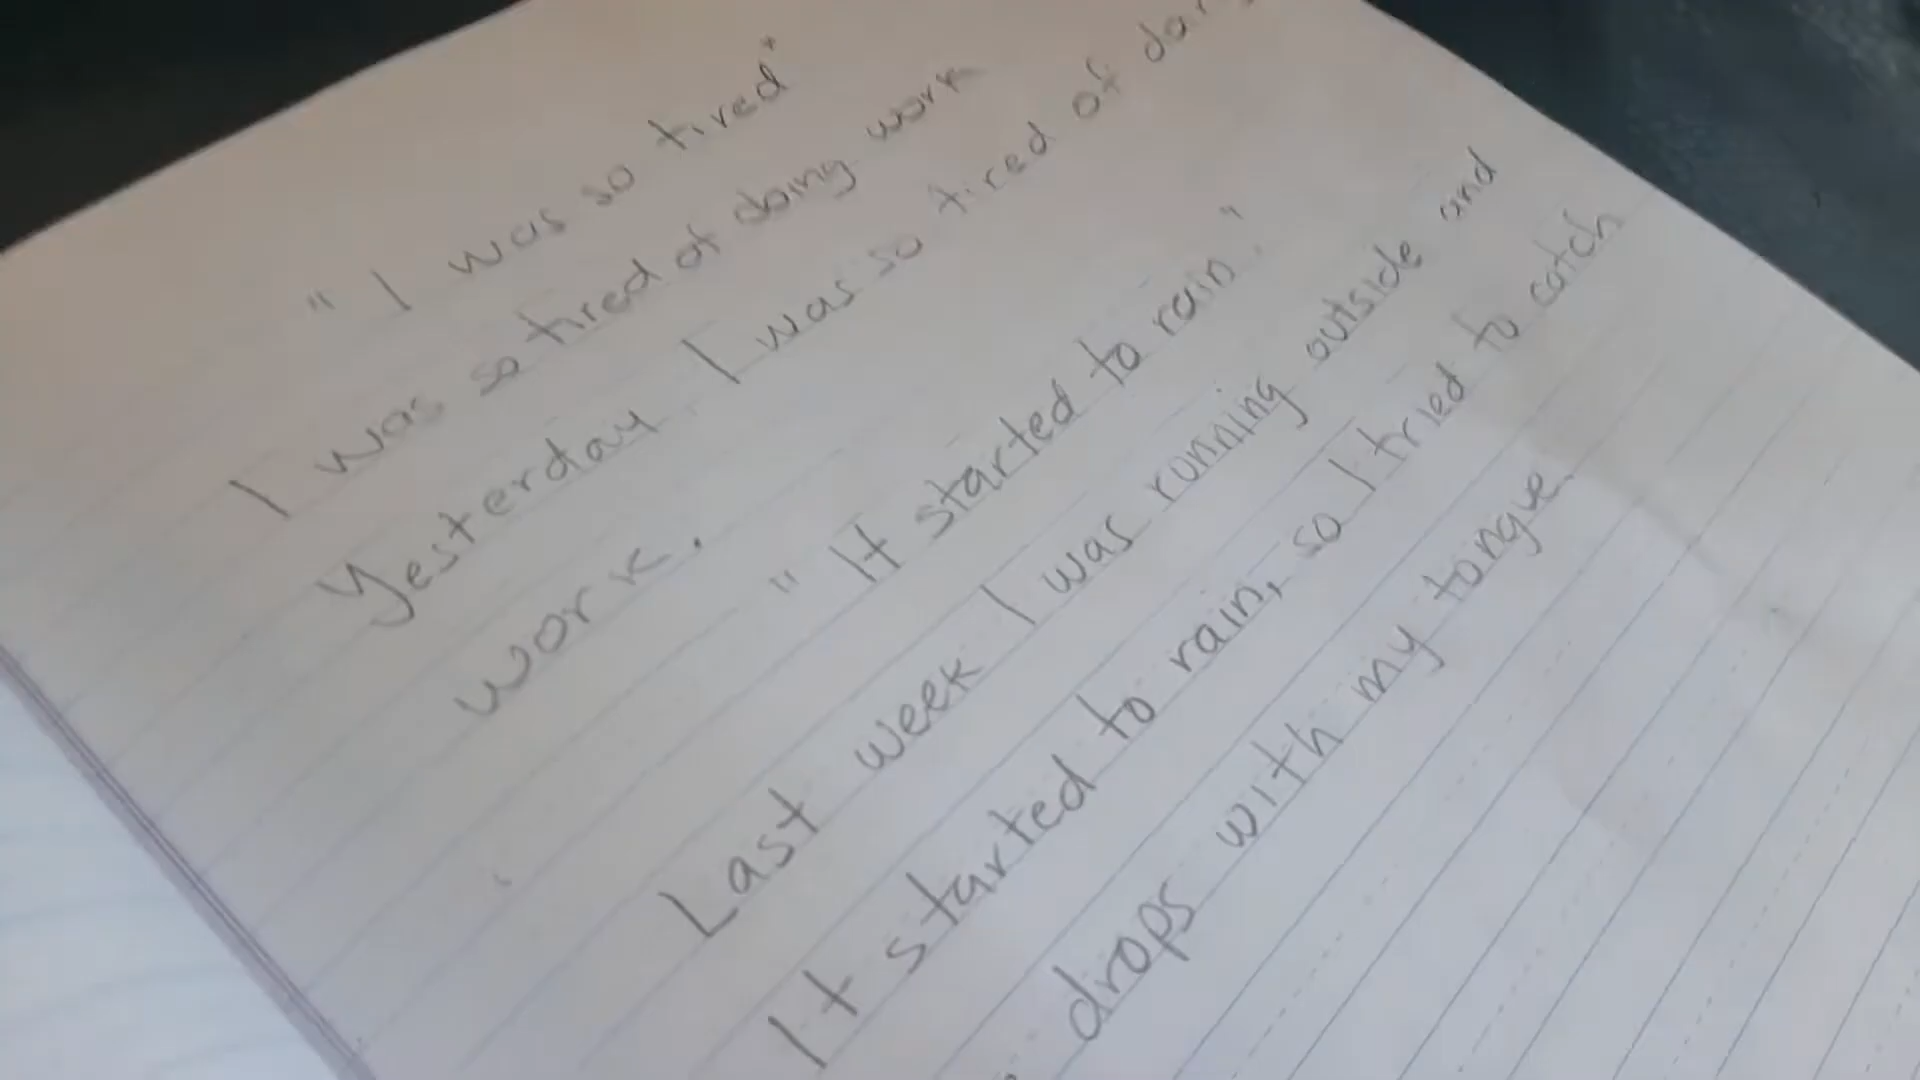 " I was so tired"
I was so tired of doing work
Yesterday I was so tired of
work.
" It started to rain."
Last week I was running outside and
It started to rain, so I tried to catch
drops with my tongue.